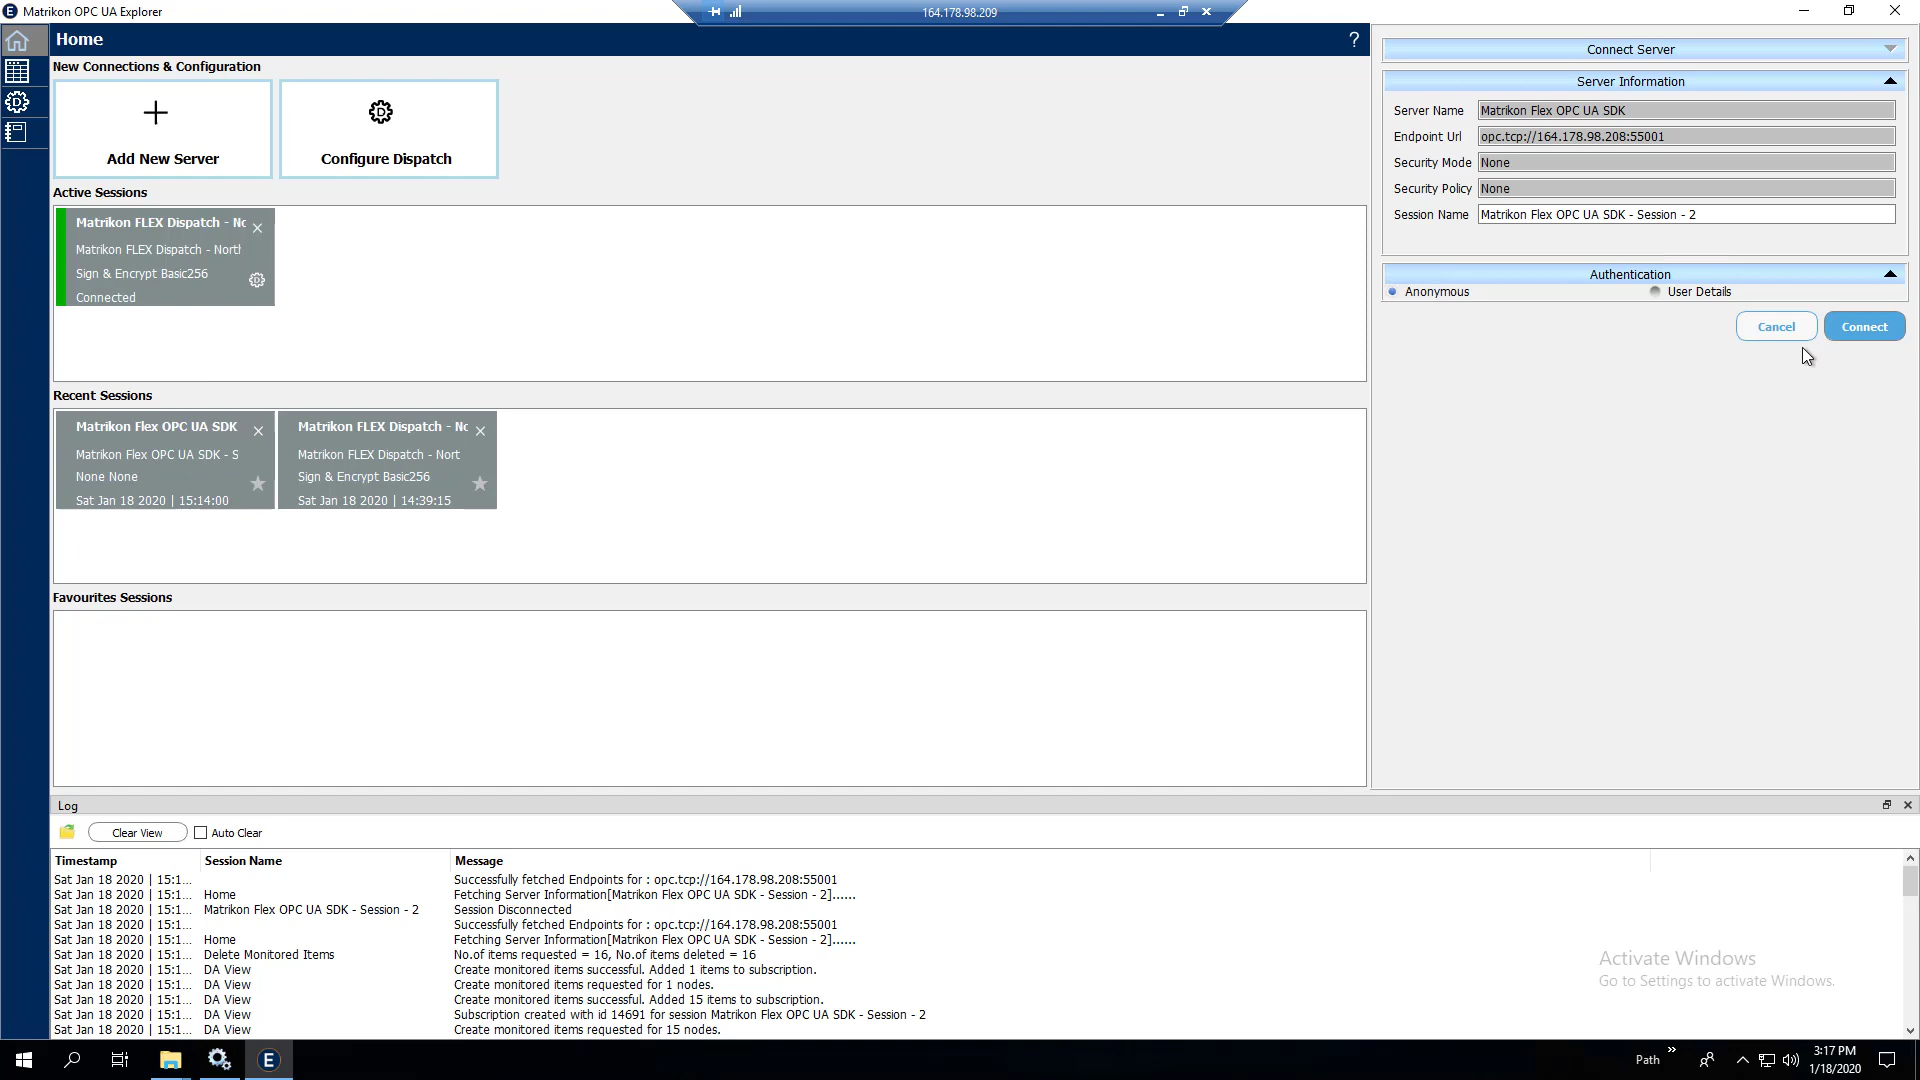 Matrikon OPC UA Explorer
164.178.98.209
Home
?
New Connections & Configuration
Add New Server
Configure Dispatch
Active Sessions
Matrikon FLEX Dispatch - Nc
Matrikon FLEX Dispatch - North
Sign & Encrypt Basic256
Connected
Recent Sessions
Matrikon Flex OPC UA SDK
Matrikon Flex OPC UA SDK - S
None None
Sat Jan 18 2020 | 15:14:00
Matrikon FLEX Dispatch - Nc
Matrikon FLEX Dispatch - Nort
Sign & Encrypt Basic256
Sat Jan 18 2020 | 14:39:15
Favourites Sessions
Connect Server
Server Information
Server Name Matrikon Flex OPC UA SDK
Endpoint Url opc.tcp://164.178.98.208:55001
Security Mode None
Security Policy None
Session Name Matrikon Flex OPC UA SDK - Session - 2
Authentication
Anonymous User Details
Cancel Connect
Log
Clear View Auto Clear
Timestamp Session Name Message
Sat Jan 18 2020 | 15:1... Successfully fetched Endpoints for : opc.tcp://164.178.98.208:55001
Sat Jan 18 2020 | 15:1... Home Fetching Server Information[Matrikon Flex OPC UA SDK - Session - 2]......
Sat Jan 18 2020 | 15:1... Matrikon Flex OPC UA SDK - Session - 2 Session Disconnected
Sat Jan 18 2020 | 15:1... Successfully fetched Endpoints for : opc.tcp://164.178.98.208:55001
Sat Jan 18 2020 | 15:1... Home Fetching Server Information[Matrikon Flex OPC UA SDK - Session - 2]......
Sat Jan 18 2020 | 15:1... Delete Monitored Items No.of items requested = 16, No.of items deleted = 16
Sat Jan 18 2020 | 15:1... DA View Create monitored items successful. Added 1 items to subscription.
Sat Jan 18 2020 | 15:1... DA View Create monitored items requested for 1 nodes.
Sat Jan 18 2020 | 15:1... DA View Create monitored items successful. Added 15 items to subscription.
Sat Jan 18 2020 | 15:1... DA View Subscription created with id 14691 for session Matrikon Flex OPC UA SDK - Session - 2
Sat Jan 18 2020 | 15:1... DA View Create monitored items requested for 15 nodes.
Activate Windows
Go to Settings to activate Windows.
Path
3:17 PM
1/18/2020